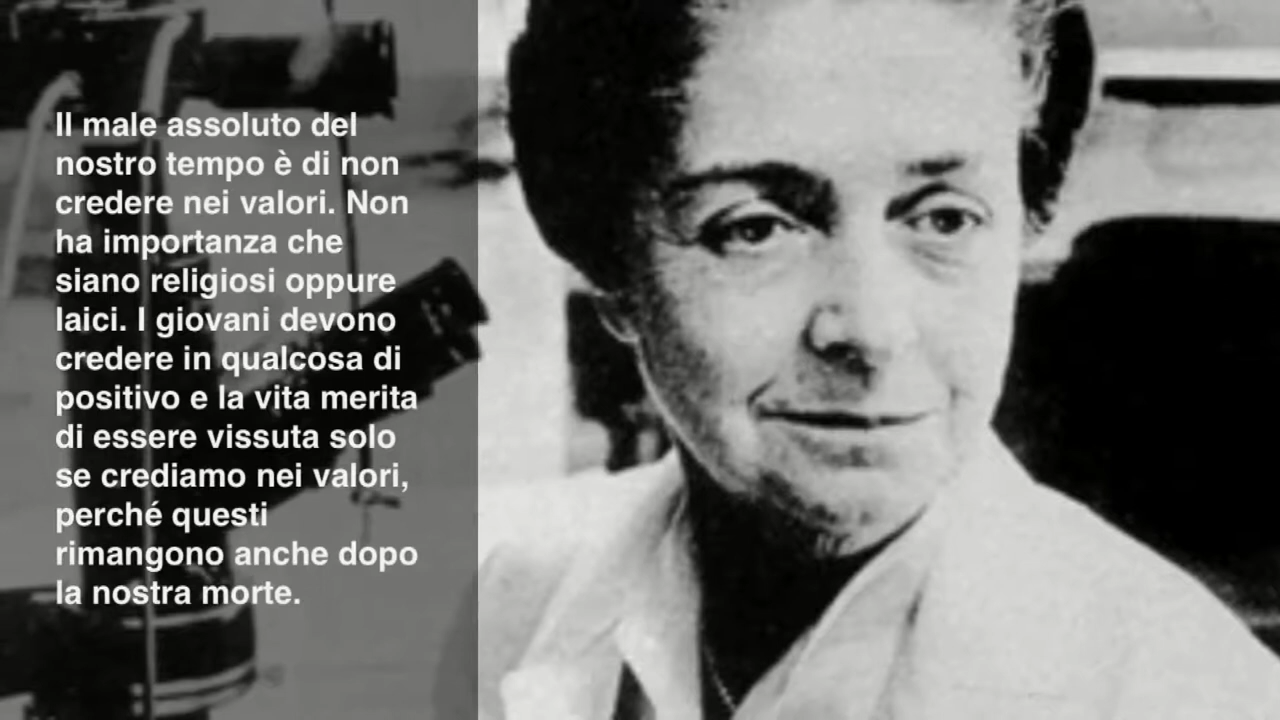 Il male assoluto del
nostro tempo è di non
credere nei valori. Non
ha importanza che
siano religiosi oppure
laici. I giovani devono
credere in qualcosa di
positivo e la vita merita
di essere vissuta solo
se crediamo nei valori,
perché questi
rimangono anche dopo
la nostra morte.